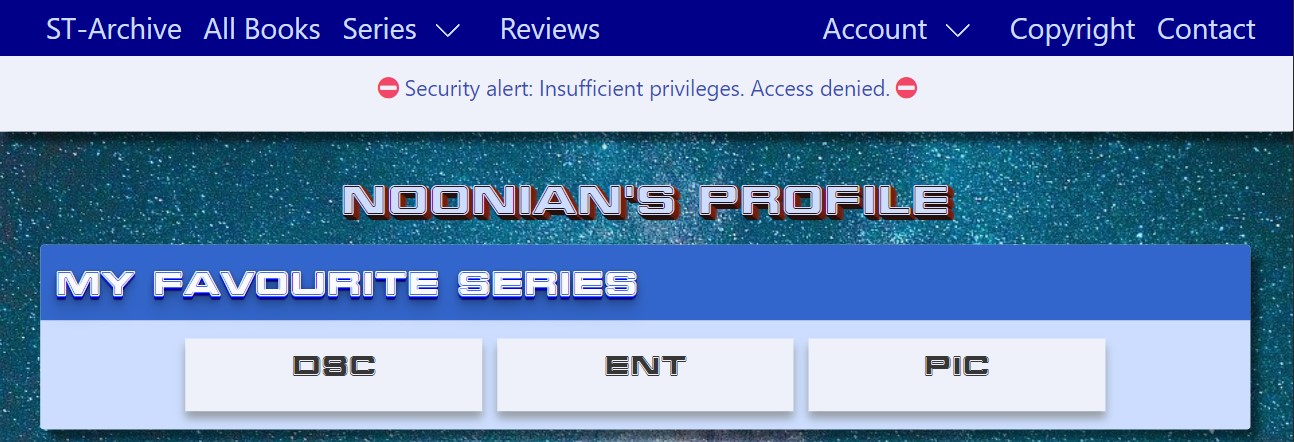 ST-Archive All Books Series Reviews Account Copyright Contact
Security alert: Insufficient privileges. Access denied.
NOONIAN'S PROFILE
MY FAVOURITE SERIES
DSC ENT PIC